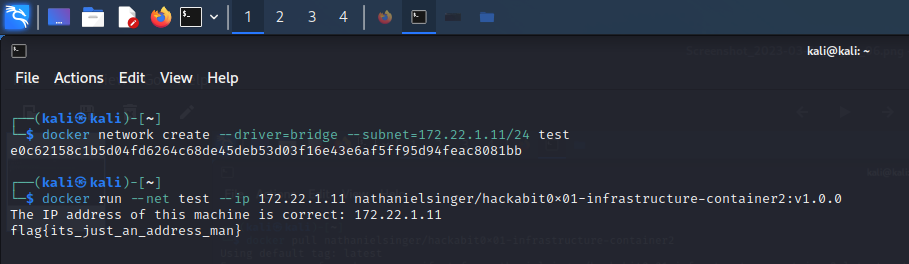 1 2 3 4
kali@kali: ~
File Actions Edit View Help
┌──(kali㉿kali)-[~]
└─$ docker network create --driver=bridge --subnet=172.22.1.11/24 test
e0c62158c1b5d04fd6264c68de45deb53d03f16e43e6af5ff95d94feac8081bb
┌──(kali㉿kali)-[~]
└─$ docker run --net test --ip 172.22.1.11 nathanielsinger/hackabit0x01-infrastructure-container2:v1.0.0
The IP address of this machine is correct: 172.22.1.11
flag{its_just_an_address_man}